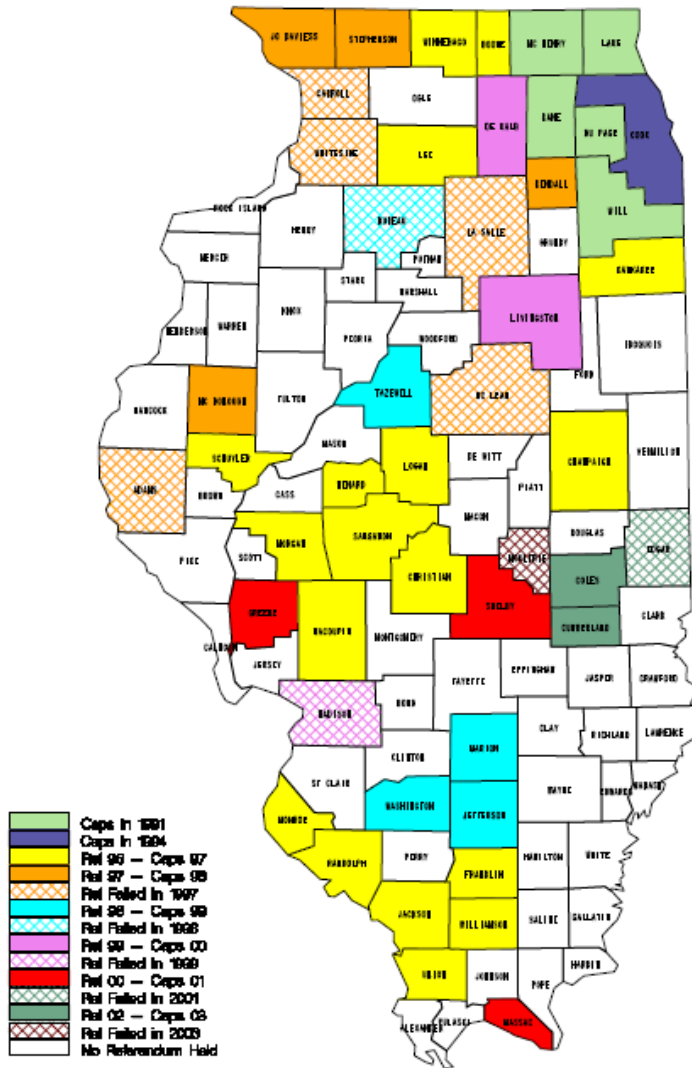 JO DAVIESS
STEPHENSON
WINNEBAGO
BOONE
MC HENRY
LAKE
CARROLL
OGLE
DE KALB
KANE
DU PAGE
COOK
WHITESIDE
LEE
KENDALL
WILL
ROCK ISLAND
HENRY
BUREAU
LA SALLE
GRUNDY
KANKAKEE
MERCER
PUTNAM
STARK
MARSHALL
LIVINGSTON
HENDERSON
WARREN
KNOX
PEORIA
WOODFORD
IROQUOIS
FORD
HANCOCK
MC DONOUGH
FULTON
TAZEWELL
MC LEAN
SCHUYLER
MASON
LOGAN
DE WITT
CHAMPAIGN
VERMILION
ADAMS
BROWN
CASS
MENARD
PIATT
MACON
DOUGLAS
EDGAR
PIKE
SCOTT
MORGAN
SANGAMON
CHRISTIAN
MOULTRIE
COLES
GREENE
MACOUPIN
SHELBY
CUMBERLAND
CLARK
CALHOUN
JERSEY
MONTGOMERY
FAYETTE
EFFINGHAM
JASPER
CRAWFORD
MADISON
BOND
CLAY
RICHLAND
LAWRENCE
CLINTON
MARION
ST CLAIR
WASHINGTON
JEFFERSON
WAYNE
EDWARDS
WABASH
MONROE
RANDOLPH
PERRY
FRANKLIN
HAMILTON
WHITE
JACKSON
WILLIAMSON
SALINE
GALLATIN
UNION
JOHNSON
POPE
HARDIN
ALEXANDER
PULASKI
MASSAC
Caps in 1991
Caps in 1994
Ref 96 – Caps 97
Ref 97 – Caps 98
Ref Failed in 1997
Ref 98 – Caps 99
Ref Failed in 1998
Ref 99 – Caps 00
Ref Failed in 1999
Ref 00 – Caps 01
Ref Failed in 2001
Ref 02 – Caps 03
Ref Failed in 2003
No Referendum Held